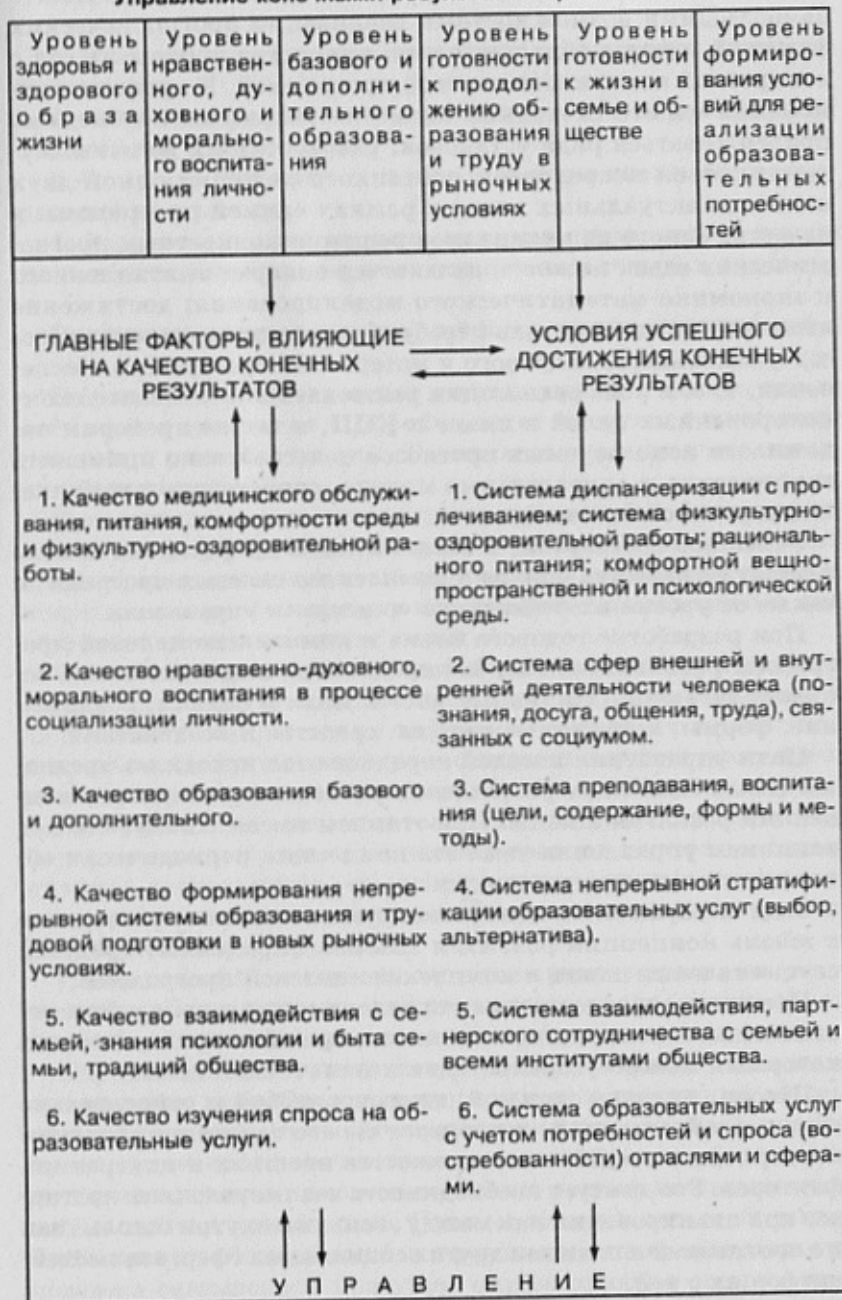 Управление конечными
Уровень
здоровья и
здорового
образа
жизни
Уровень
нравствен-
ного, ду-
ховного и
морально-
го воспита-
ния лично-
сти
Уровень
базового и
дополни-
тельного
образова-
ния
Уровень
готовности
к продол-
жению об-
разования
и труду в
рыночных
условиях
Уровень
готовности
к жизни в
семье и об-
ществе
Уровень
формиро-
вания усло-
вий для ре-
ализации
образова-
тельных
потребнос-
тей
ГЛАВНЫЕ ФАКТОРЫ, ВЛИЯЮЩИЕ
НА КАЧЕСТВО КОНЕЧНЫХ
РЕЗУЛЬТАТОВ
УСЛОВИЯ УСПЕШНОГО
ДОСТИЖЕНИЯ КОНЕЧНЫХ
РЕЗУЛЬТАТОВ
1. Качество медицинского обслужи-
вания, питания, комфортности среды
и физкультурно-оздоровительной ра-
боты.
1. Система диспансеризации с про-
лечиванием; система физкультурно-
оздоровительной работы; рациональ-
ного питания; комфортной вещно-
пространственной и психологической
среды.
2. Качество нравственно-духовного,
морального воспитания в процессе
социализации личности.
2. Система сфер внешней и внут-
ренней деятельности человека (по-
знания, досуга, общения, труда), свя-
занных с социумом.
3. Качество образования базового
и дополнительного.
3. Система преподавания, воспита-
ния (цели, содержание, формы и ме-
тоды).
4. Качество формирования непре-
рывной системы образования и тру-
довой подготовки в новых рыночных
условиях.
4. Система непрерывной стратифи-
кации образовательных услуг (выбор,
альтернатива).
5. Качество взаимодействия с се-
мьей, знания психологии и быта се-
мьи, традиций общества.
5. Система взаимодействия, парт-
нерского сотрудничества с семьей и
всеми институтами общества.
6. Качество изучения спроса на об-
разовательные услуги.
6. Система образовательных услуг
с учетом потребностей и спроса (во-
стребованности) отраслями и сфера-
ми.
У П Р А В Л Е Н И Е